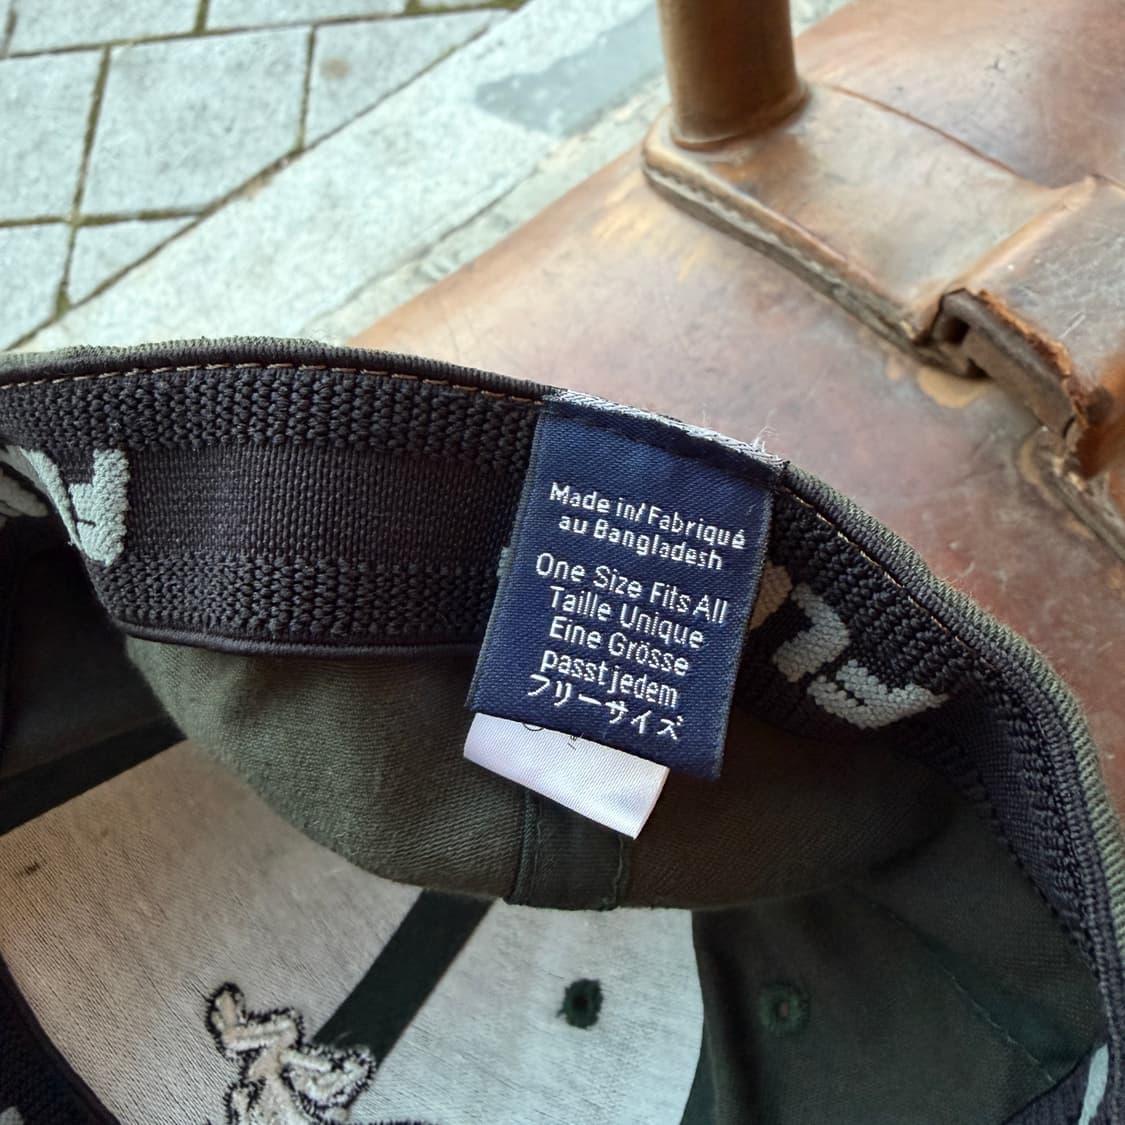 Made in/Fabriqué
au Bangladesh
One Size Fits All
Taille Unique
Eine Grösse
passt jedem
フリーサイズ